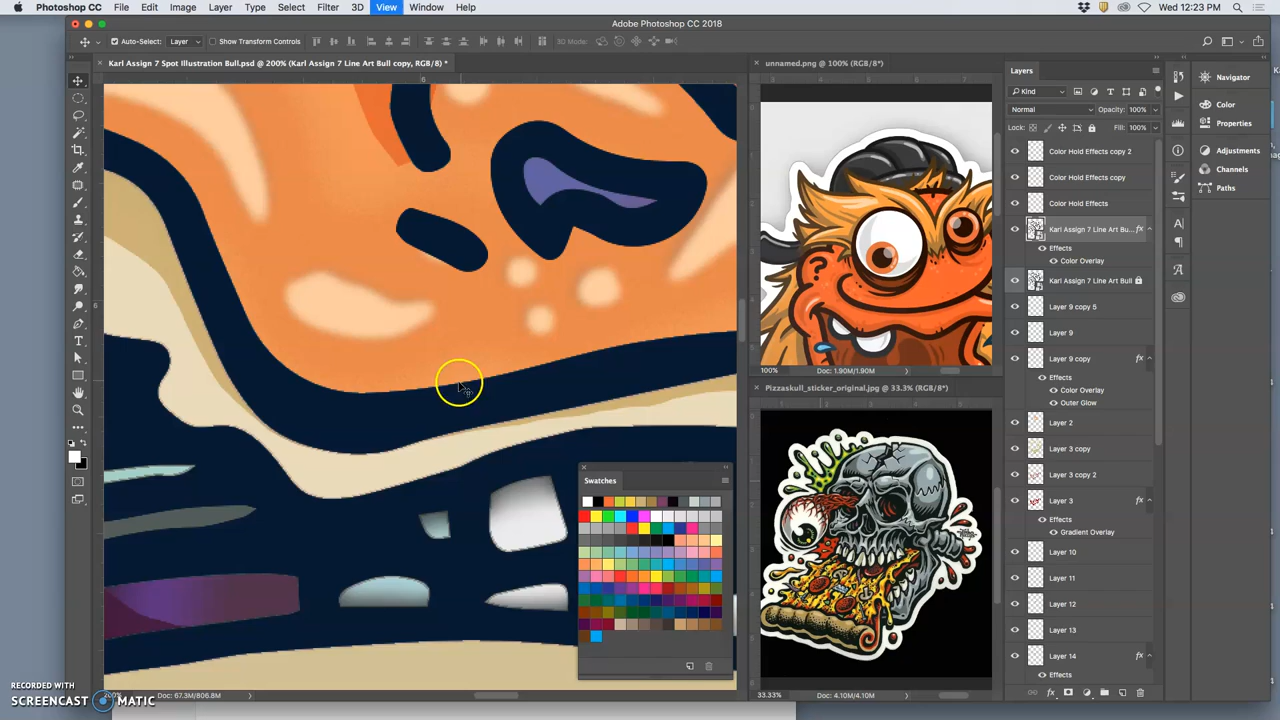 Photoshop CC File Edit Image Layer Type Select Filter 3D View Window Help Wed 12:23 PM
Adobe Photoshop CC 2018
Auto-Select: Layer Show Transform Controls 3D Mode:
Karl Assign 7 Spot Illustration Bull.psd @ 200% (Karl Assign 7 Line Art Bull copy, RGB/8*) *
unnamed.png @ 100% (RGB/8*)
100% Doc: 1.90M/1.90M
Pizzaskull_sticker_original.jpg @ 33.3% (RGB/8*)
33.33% Doc: 4.10M/4.10M
Swatches
Doc: 67.3M/806.8M
Layers
Kind
Normal Opacity: 100%
Lock: Fill: 100%
Color Hold Effects copy 2
Color Hold Effects copy
Color Hold Effects
Karl Assign 7 Line Art Bu... fx
Effects
Color Overlay
Karl Assign 7 Line Art Bull
Layer 9 copy 5
Layer 9
Layer 9 copy fx
Effects
Color Overlay
Outer Glow
Layer 2
Layer 3 copy
Layer 3 copy 2
Layer 3 fx
Effects
Gradient Overlay
Layer 10
Layer 11
Layer 12
Layer 13
Layer 14 fx
Effects
Navigator
Color
Properties
Adjustments
Channels
Paths
RECORDED WITH
SCREENCAST MATIC